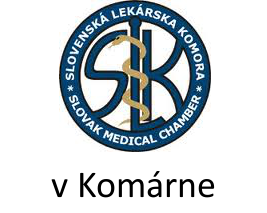 * SLOVENSKÁ LEKÁRSKA KOMORA *
SLOVAK MEDICAL CHAMBER
SLK
v Komárne